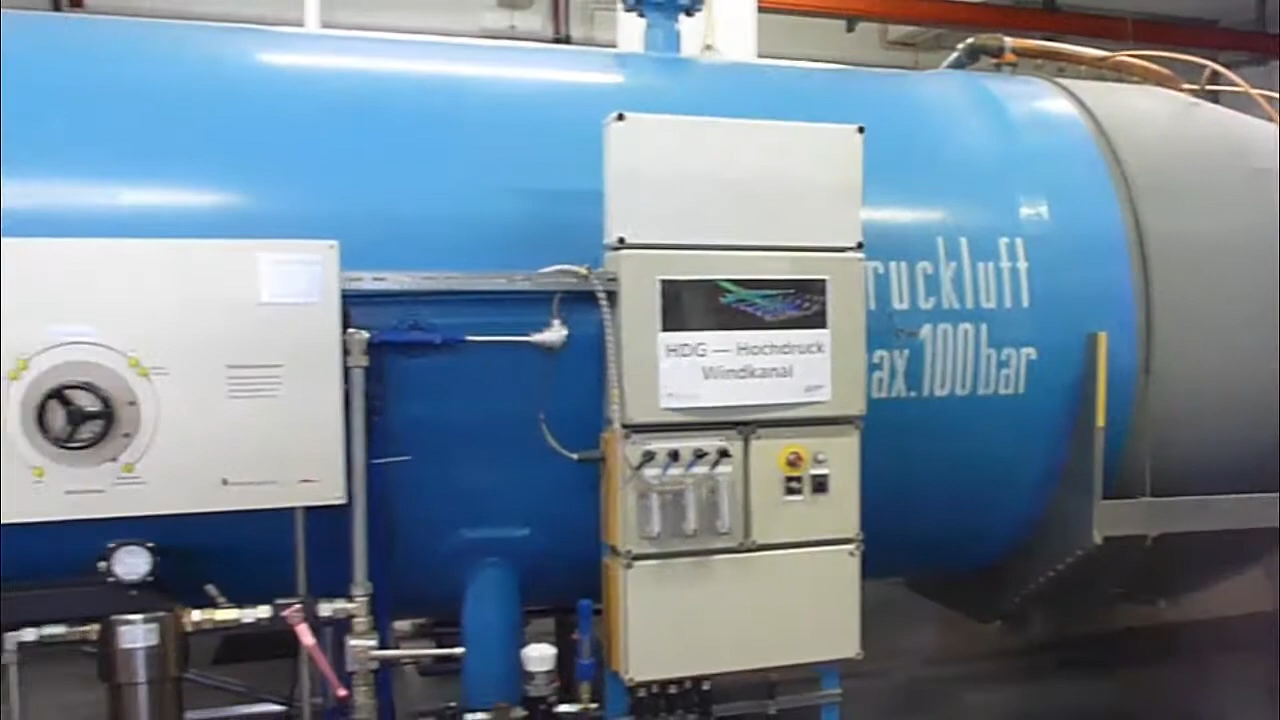 HDG — Hochdruck
Windkanal
ruckluft
ax. 100 bar